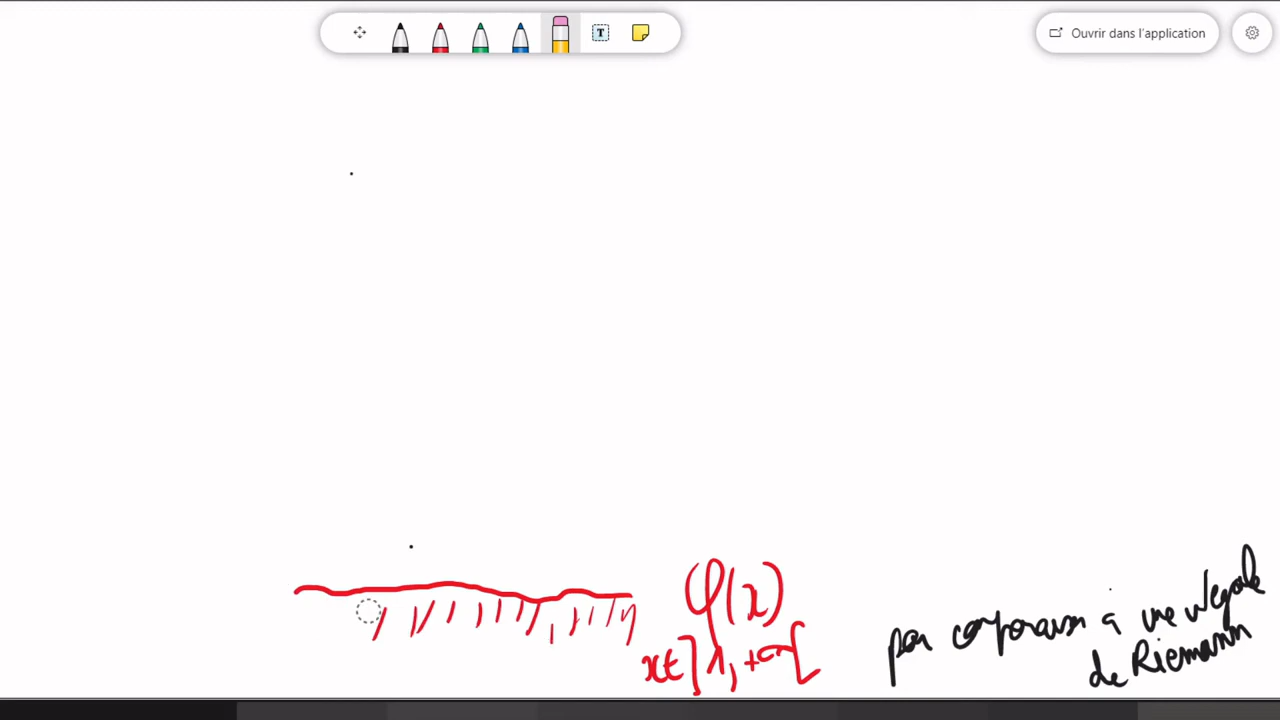 T
Ouvrir dans l'application
φ(x)
x ∈ ]1, +∞[
par comparaison à une intégrale
de Riemann